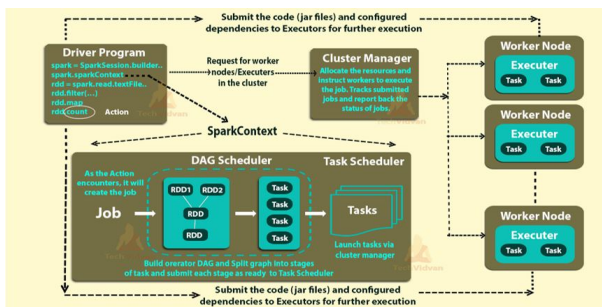 Submit the code (jar files) and configured
dependencies to Executors for further execution
Driver Program
spark = SparkSession.builder..
spark.sparkContext
rdd = spark.read.textFile..
rdd.filter(...)
rdd.map
rdd.count Action
Request for worker
nodes/Executers
in the cluster
Cluster Manager
Allocate the resources and
instruct workers to execute
the job. Tracks submitted
jobs and report back the
status of jobs.
Worker Node
Executer
Task Task
Worker Node
Executer
Task Task
Worker Node
Executer
Task Task
SparkContext
DAG Scheduler
Task Scheduler
As the Action
encounters, it will
create the job
Job
RDD1 RDD2
RDD
RDD
Task
Task
Task
Task
Tasks
Launch tasks via
cluster manager
Build operator DAG and Split graph into stages
of task and submit each stage as ready to Task Scheduler
Submit the code (jar files) and configured
dependencies to Executors for further execution